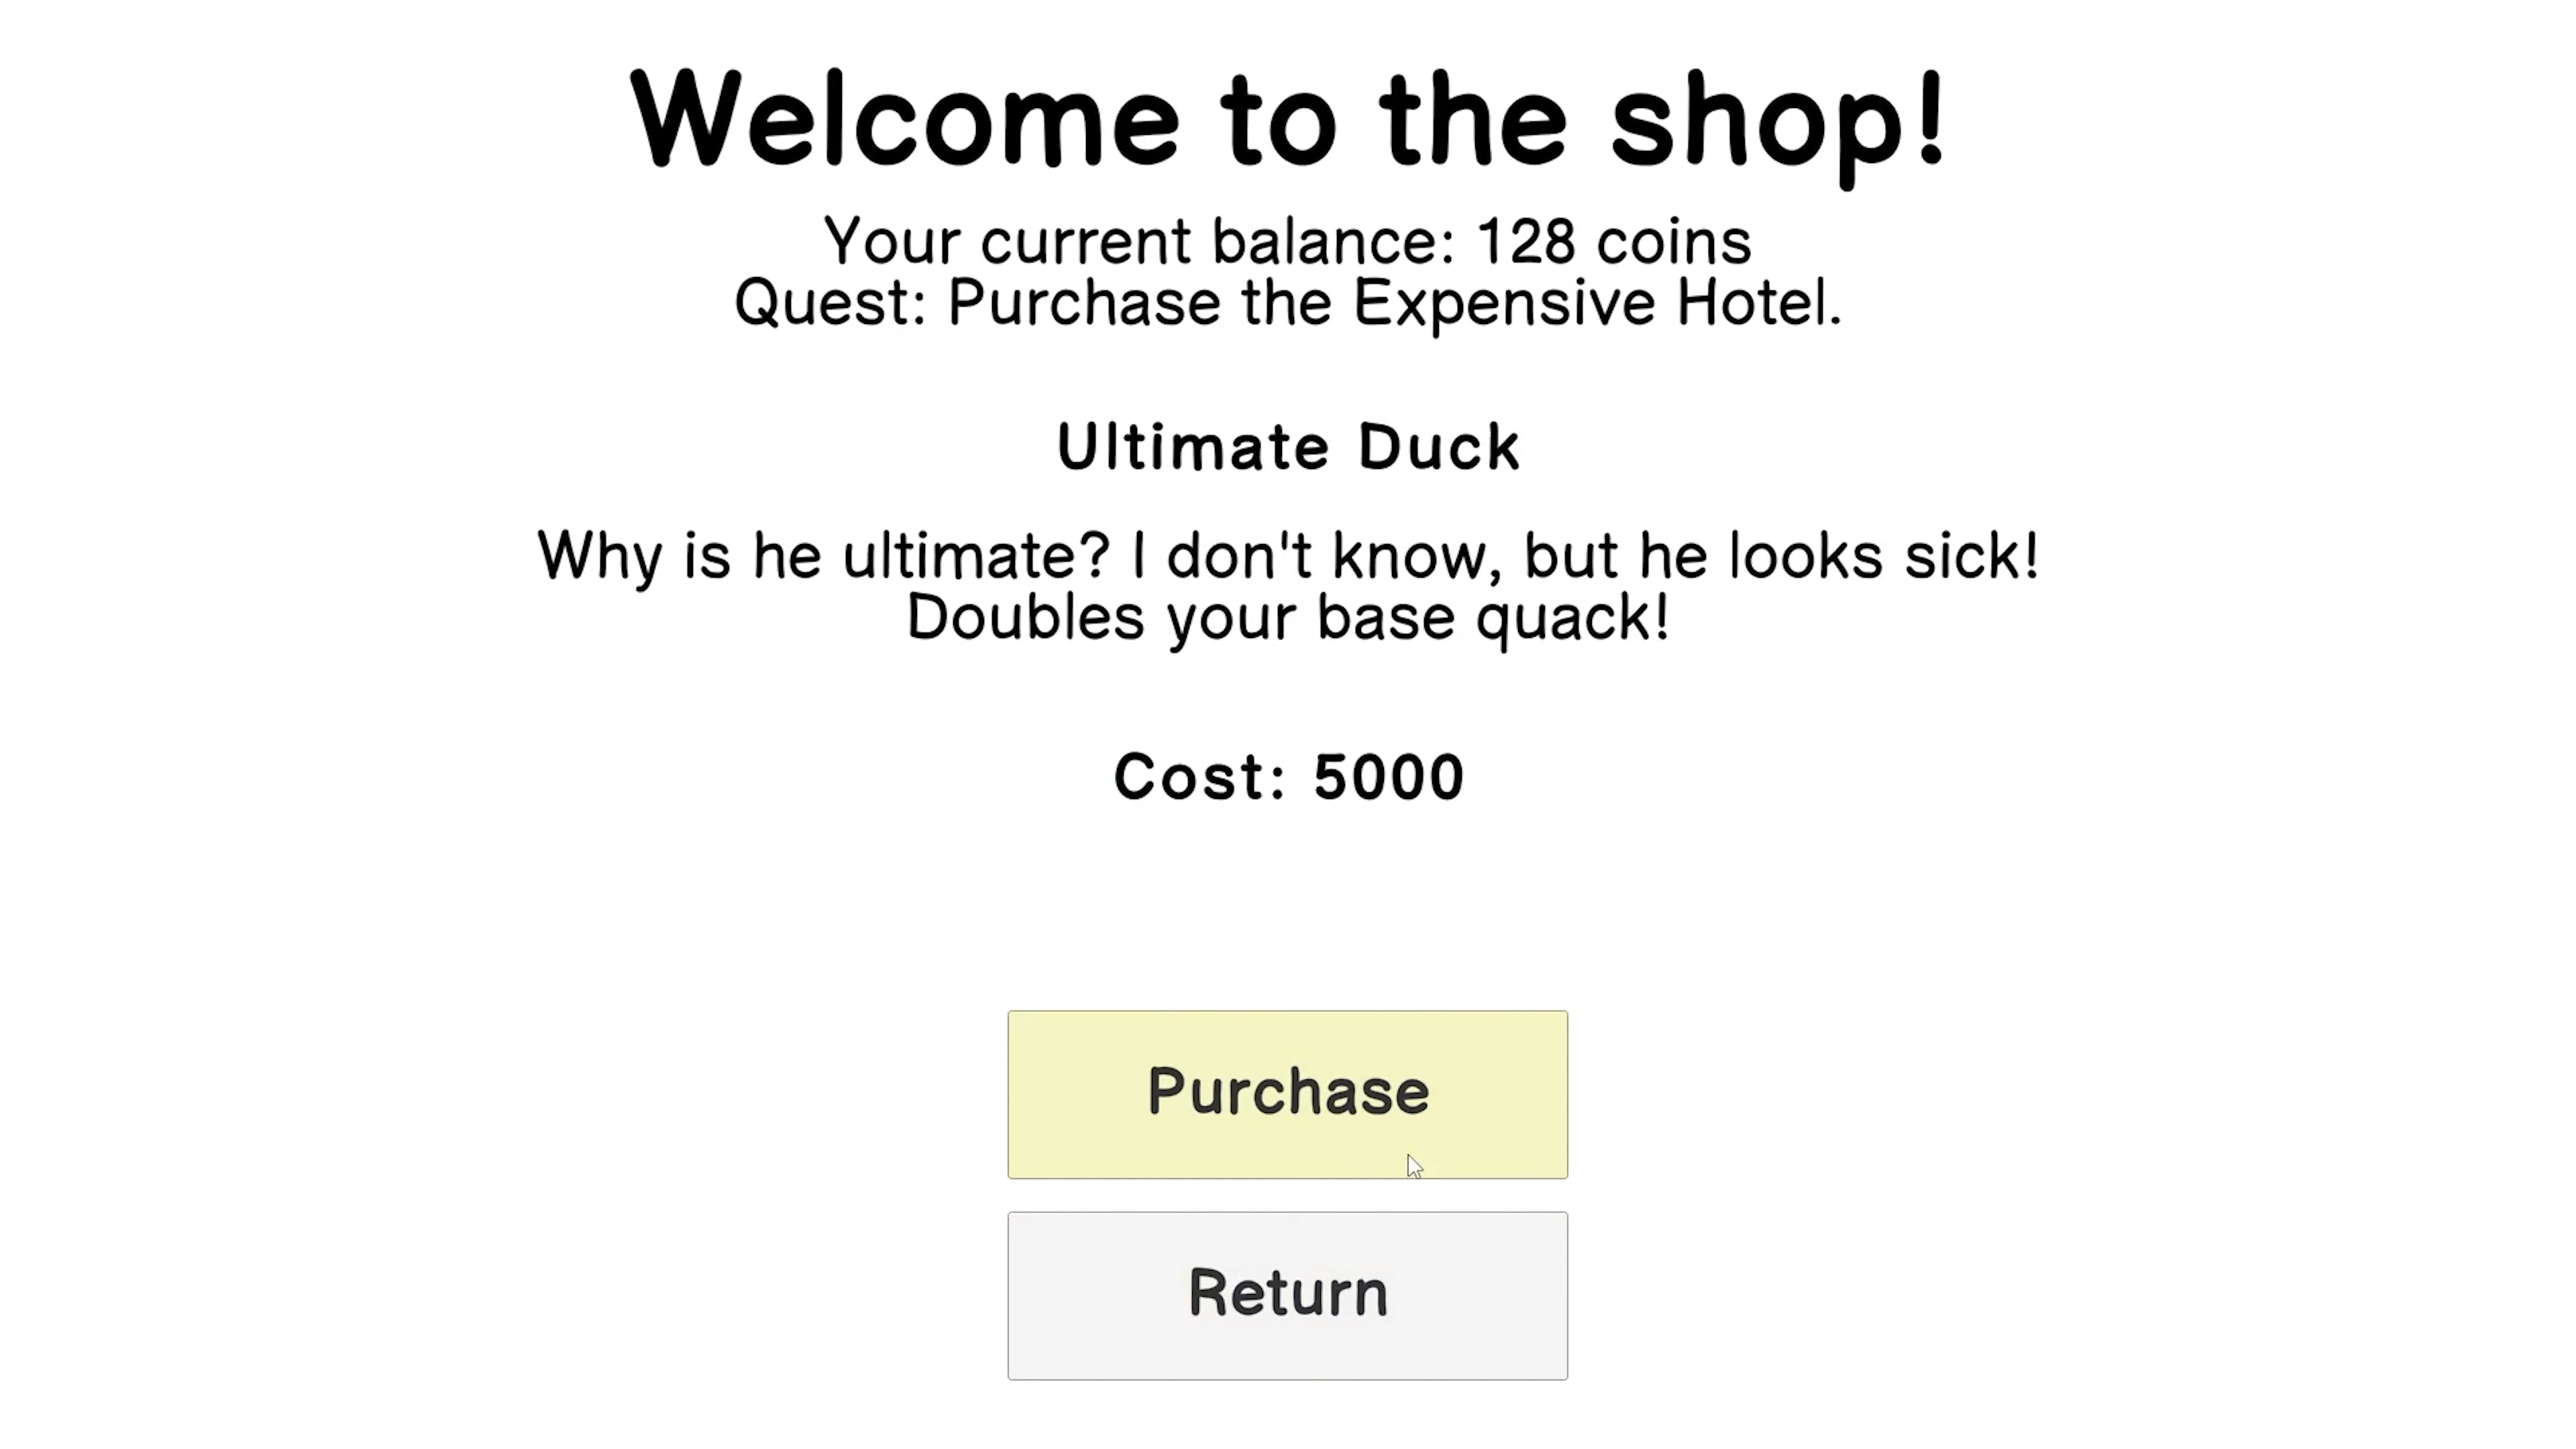 Welcome to the shop!
Your current balance: 128 coins
Quest: Purchase the Expensive Hotel.
Ultimate Duck
Why is he ultimate? I don't know, but he looks sick!
Doubles your base quack!
Cost: 5000
Purchase
Return